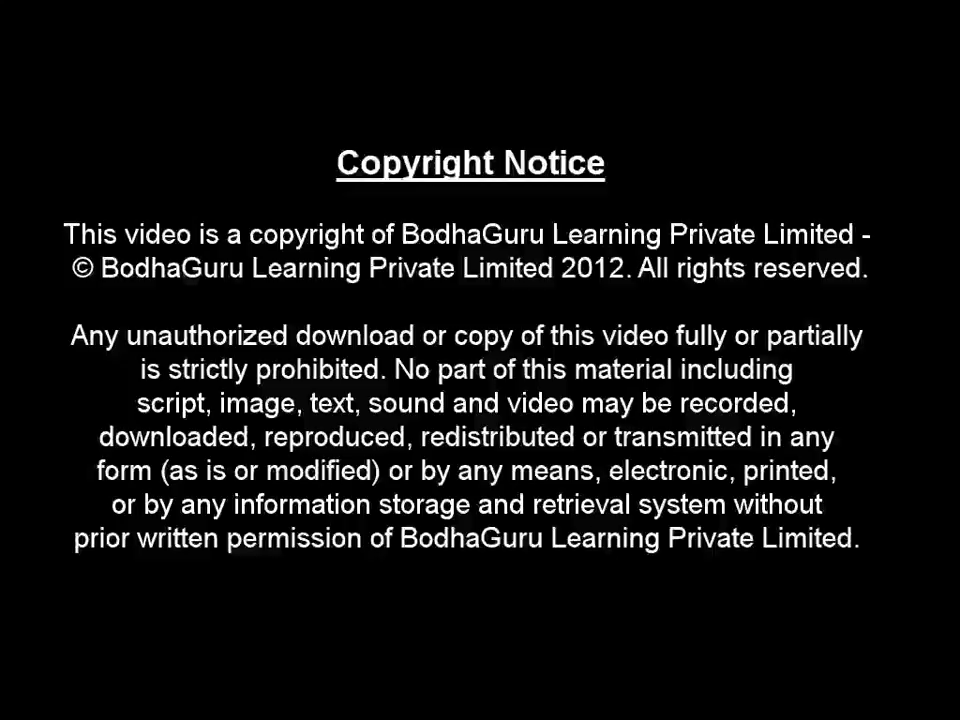 Copyright Notice
This video is a copyright of BodhaGuru Learning Private Limited -
© BodhaGuru Learning Private Limited 2012. All rights reserved.
Any unauthorized download or copy of this video fully or partially
is strictly prohibited. No part of this material including
script, image, text, sound and video may be recorded,
downloaded, reproduced, redistributed or transmitted in any
form (as is or modified) or by any means, electronic, printed,
or by any information storage and retrieval system without
prior written permission of BodhaGuru Learning Private Limited.